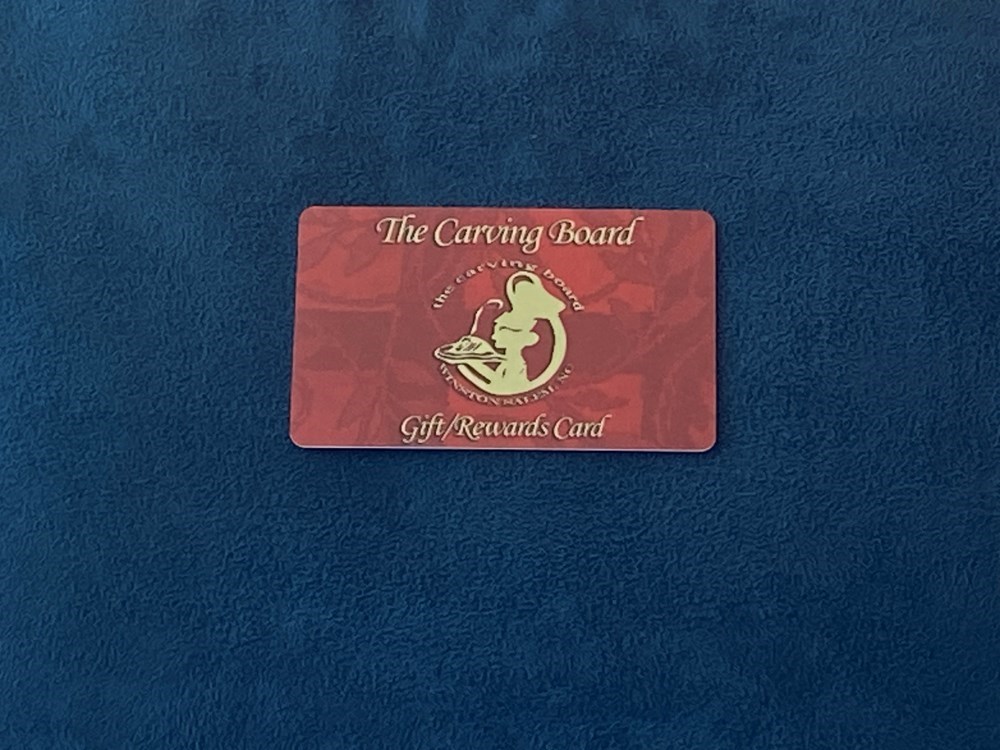 The Carving Board
the carving board
WINSTON SALEM, NC
Gift/Rewards Card